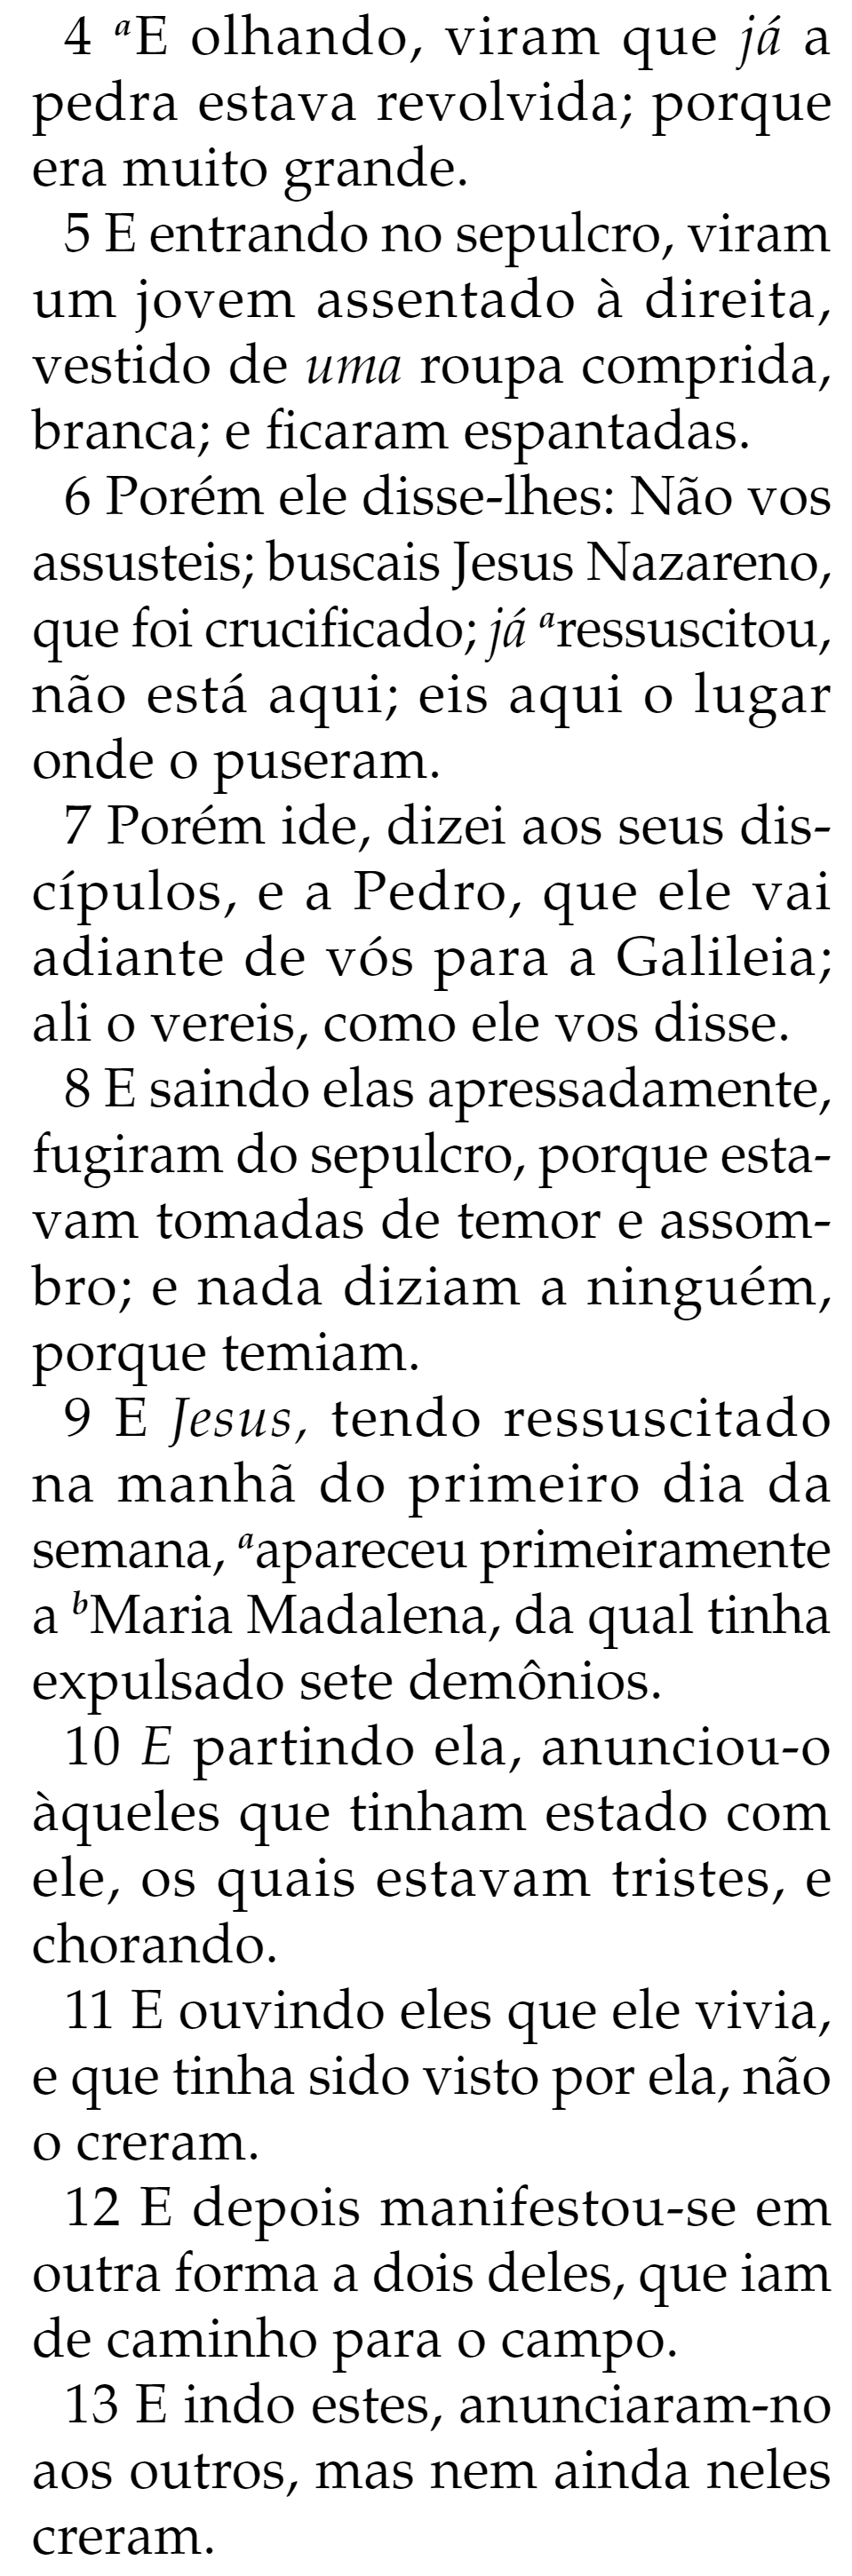 4 aE olhando, viram que já a
pedra estava revolvida; porque
era muito grande.
5 E entrando no sepulcro, viram
um jovem assentado à direita,
vestido de uma roupa comprida,
branca; e ficaram espantadas.
6 Porém ele disse-lhes: Não vos
assusteis; buscais Jesus Nazareno,
que foi crucificado; já aressuscitou,
não está aqui; eis aqui o lugar
onde o puseram.
7 Porém ide, dizei aos seus dis-
cípulos, e a Pedro, que ele vai
adiante de vós para a Galileia;
ali o vereis, como ele vos disse.
8 E saindo elas apressadamente,
fugiram do sepulcro, porque esta-
vam tomadas de temor e assom-
bro; e nada diziam a ninguém,
porque temiam.
9 E Jesus, tendo ressuscitado
na manhã do primeiro dia da
semana, aapareceu primeiramente
a bMaria Madalena, da qual tinha
expulsado sete demônios.
10 E partindo ela, anunciou-o
àqueles que tinham estado com
ele, os quais estavam tristes, e
chorando.
11 E ouvindo eles que ele vivia,
e que tinha sido visto por ela, não
o creram.
12 E depois manifestou-se em
outra forma a dois deles, que iam
de caminho para o campo.
13 E indo estes, anunciaram-no
aos outros, mas nem ainda neles
creram.